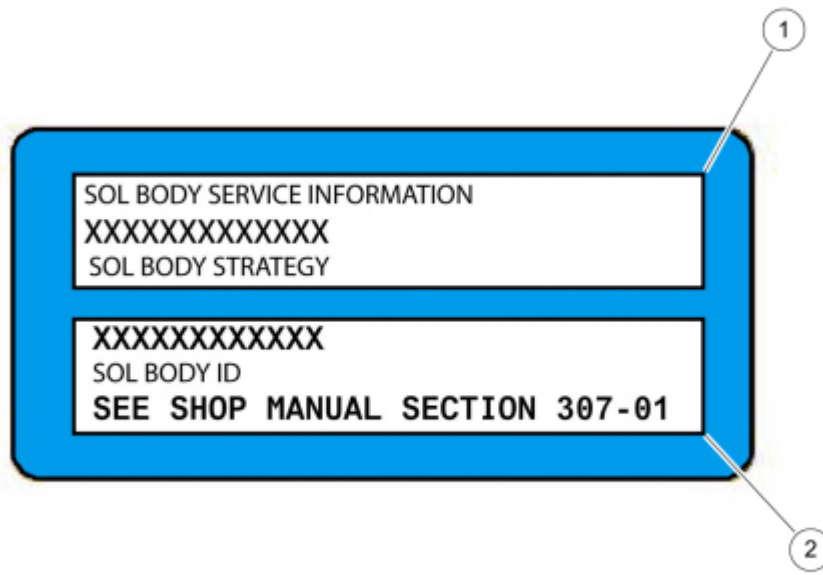 1
SOL BODY SERVICE INFORMATION
XXXXXXXXXXXXX
SOL BODY STRATEGY
XXXXXXXXXXXX
SOL BODY ID
SEE SHOP MANUAL SECTION 307-01
2